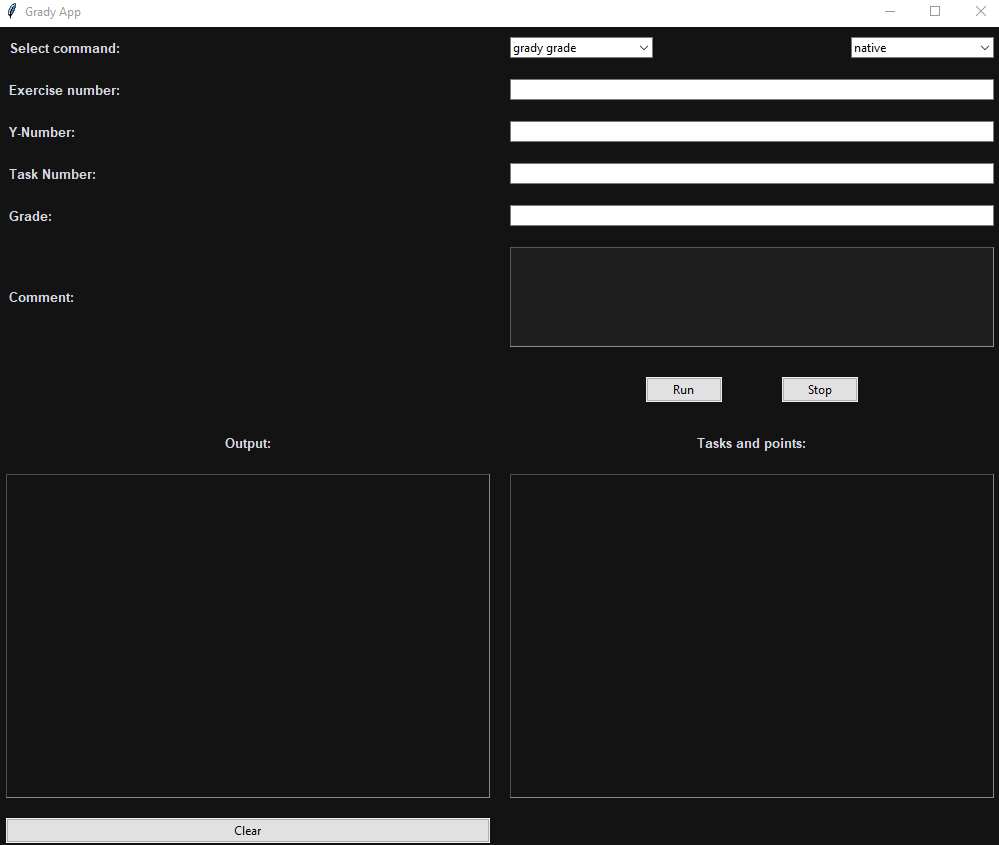 Grady App
Select command: grady grade native
Exercise number:
Y-Number:
Task Number:
Grade:
Comment:
Run Stop
Output: Tasks and points:
Clear